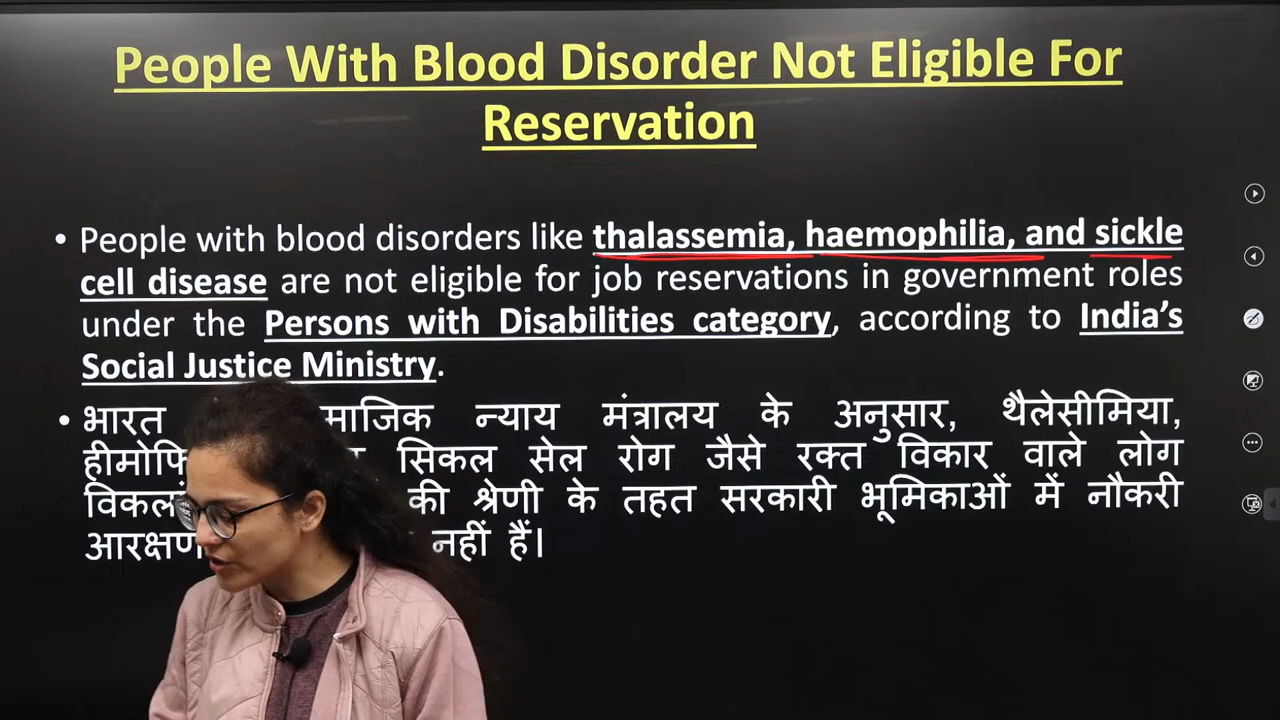 People With Blood Disorder Not Eligible For
Reservation
• People with blood disorders like thalassemia, haemophilia, and sickle
cell disease are not eligible for job reservations in government roles
under the Persons with Disabilities category, according to India’s
Social Justice Ministry.
• भारत न्याय मंत्रालय के अनुसार, थैलेसीमिया,
सिकल सेल रोग जैसे रक्त विकार वाले लोग
की श्रेणी के तहत सरकारी भूमिकाओं में नौकरी
आरक्षण नहीं हैं।